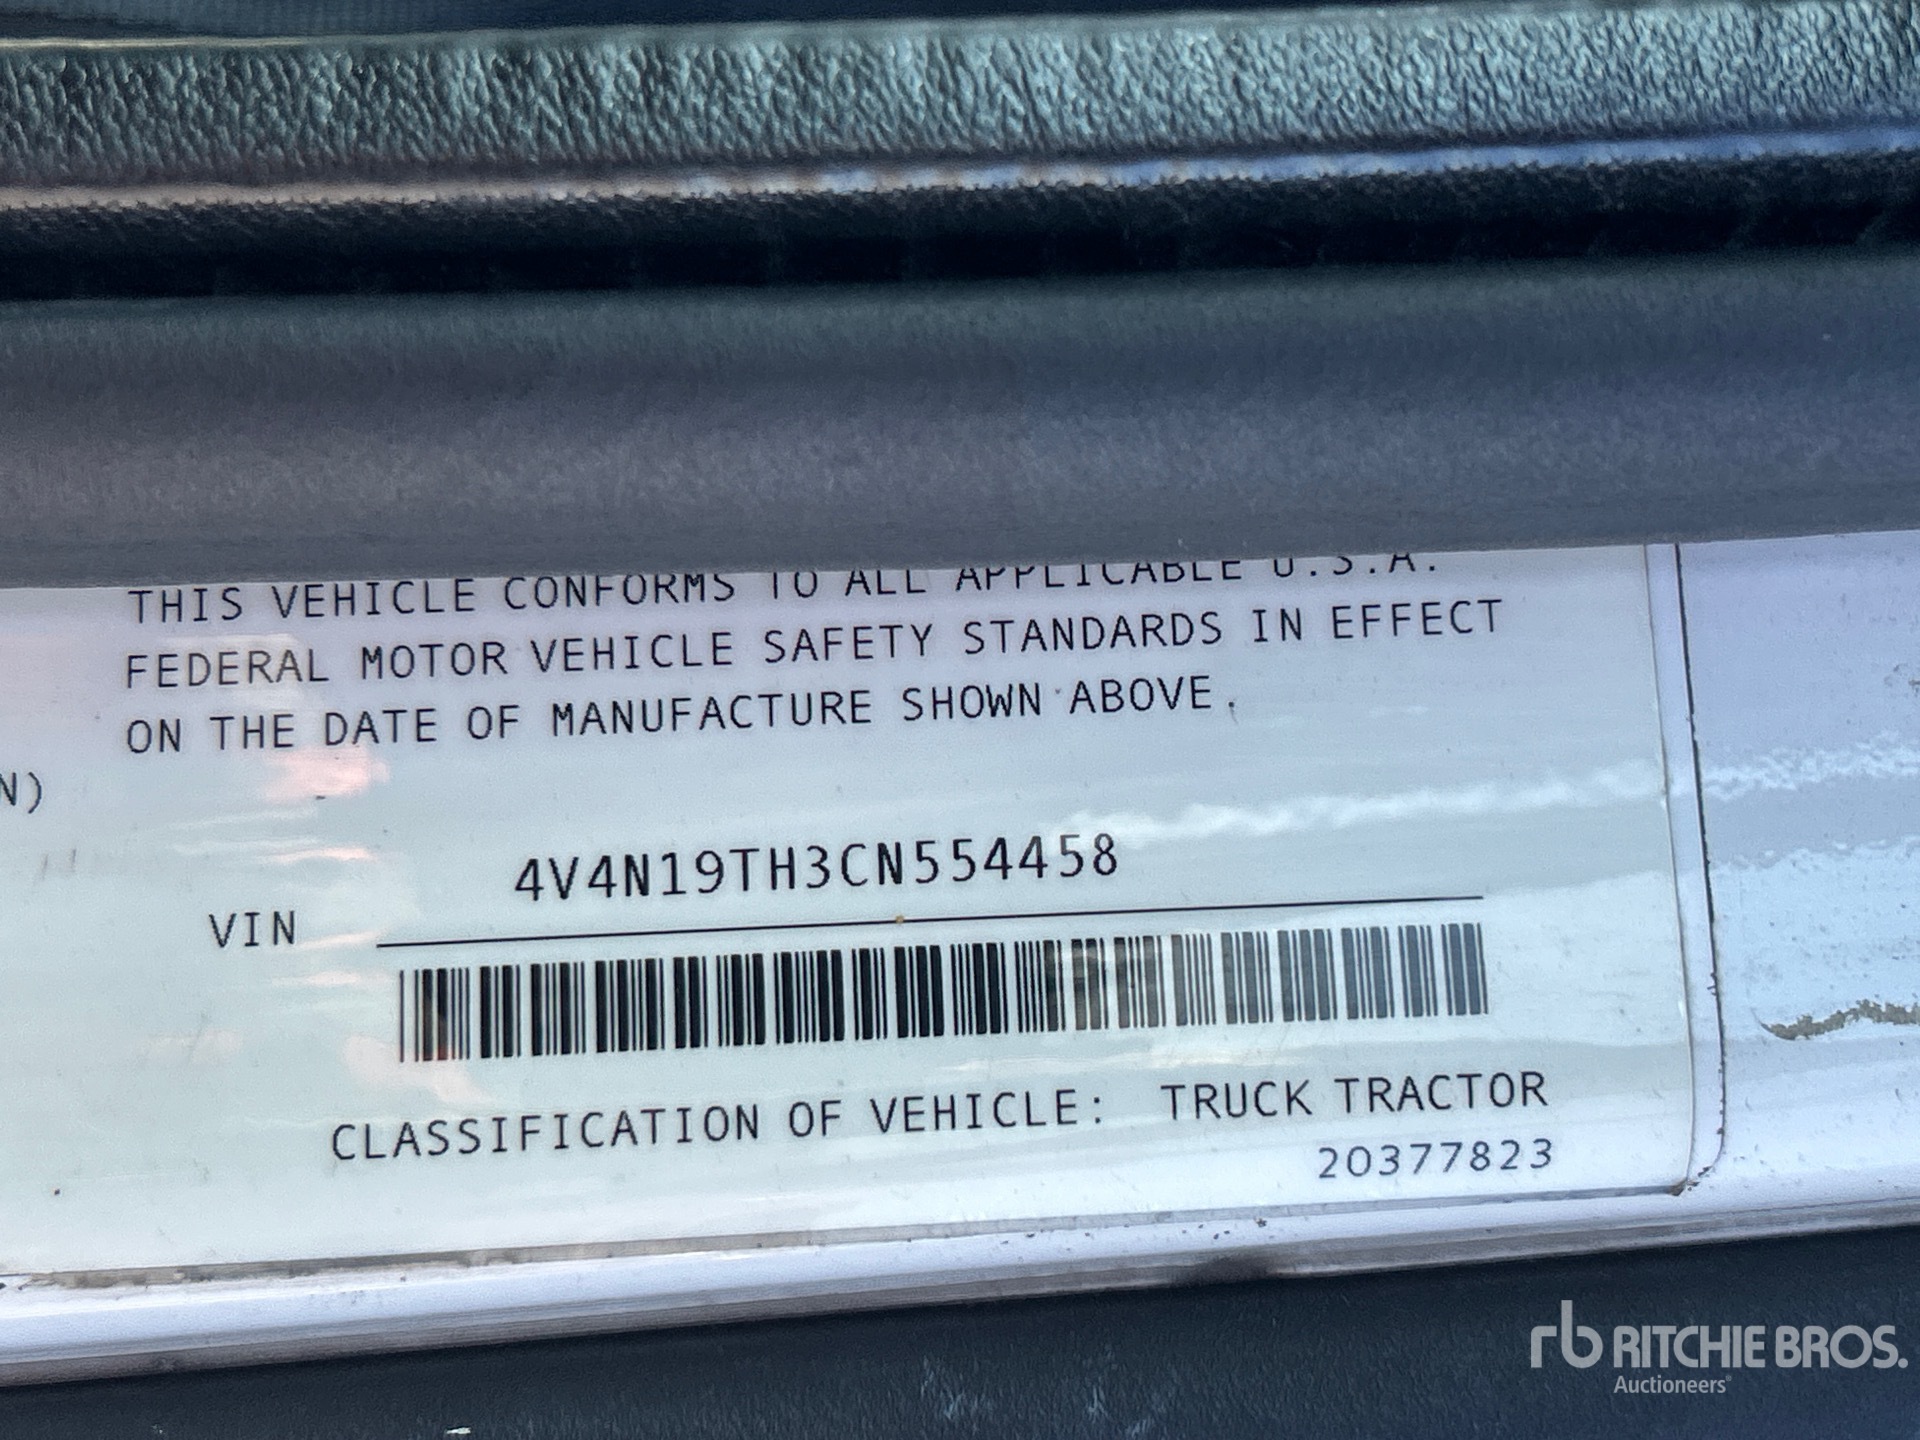 THIS VEHICLE CONFORMS TO ALL APPLICABLE U.S.A.
FEDERAL MOTOR VEHICLE SAFETY STANDARDS IN EFFECT
ON THE DATE OF MANUFACTURE SHOWN ABOVE.
N)
4V4N19TH3CN554458
VIN
CLASSIFICATION OF VEHICLE: TRUCK TRACTOR
20377823
rb RITCHIE BROS.
Auctioneers®